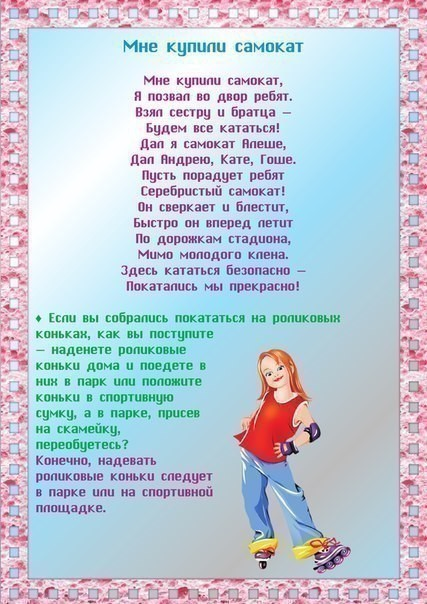 Мне купили самокат
Мне купили самокат,
Я позвал во двор ребят.
Взял сестру и братца –
Будем все кататься!
Дал я самокат Алеше,
Дал Андрею, Кате, Гоше.
Пусть порадует ребят
Серебристый самокат!
Он сверкает и блестит,
Быстро он вперед летит
По дорожкам стадиона,
Мимо молодого клена.
Здесь кататься безопасно –
Покатались мы прекрасно!
♦ Если вы собрались покататься на роликовых
коньках, как вы поступите
– наденете роликовые
коньки дома и поедете в
них в парк или положите
коньки в спортивную
сумку, а в парке, присев
на скамейку,
переобуетесь?
Конечно, надевать
роликовые коньки следует
в парке или на спортивной
площадке.